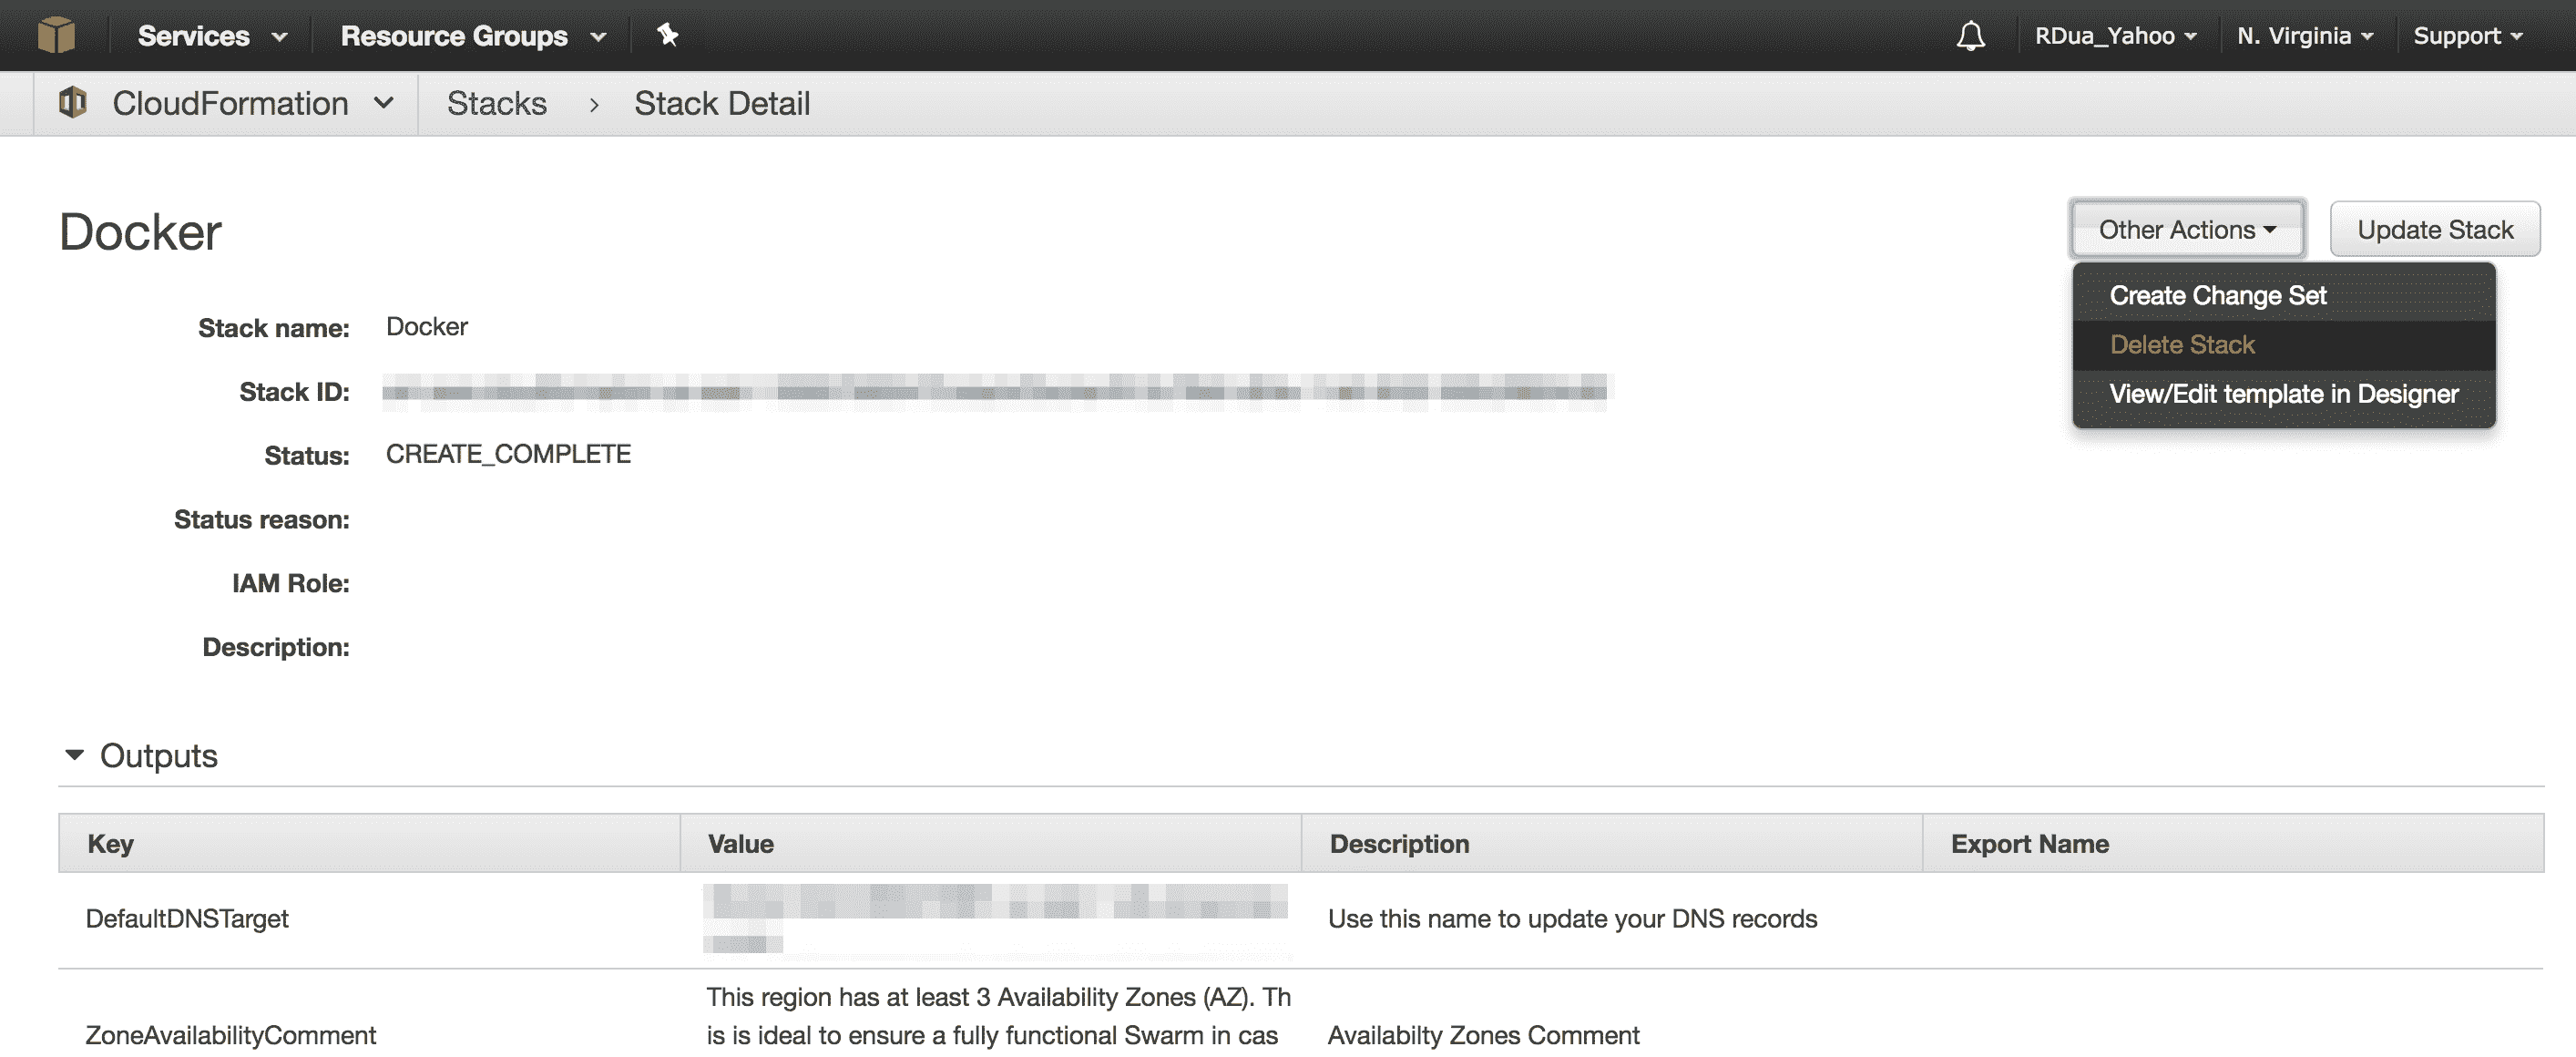 Services Resource Groups RDua_Yahoo N. Virginia Support
CloudFormation Stacks > Stack Detail
Docker
Other Actions Update Stack
Create Change Set
Delete Stack
View/Edit template in Designer
Stack name: Docker
Stack ID:
Status: CREATE_COMPLETE
Status reason:
IAM Role:
Description:
Outputs
Key Value Description Export Name
DefaultDNSTarget Use this name to update your DNS records
This region has at least 3 Availability Zones (AZ). Th
ZoneAvailabilityComment is is ideal to ensure a fully functional Swarm in cas Availabilty Zones Comment